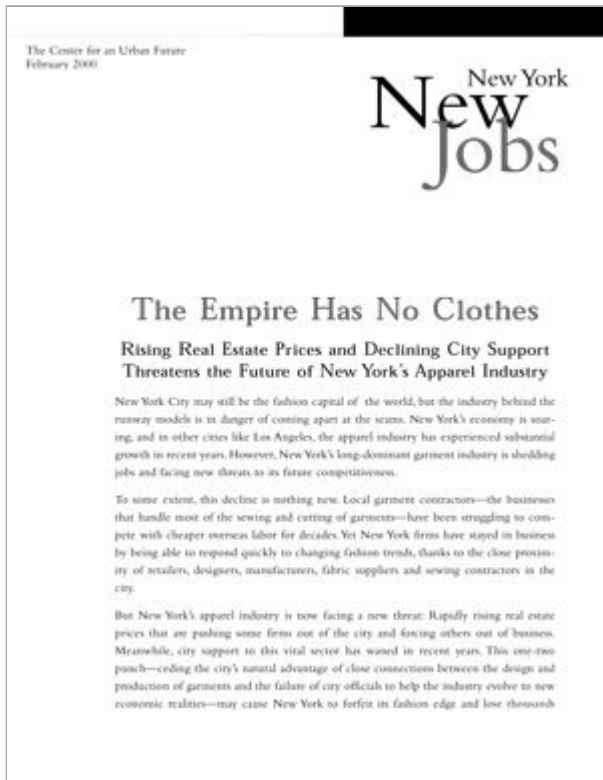 The Center for an Urban Future
February 2000
New York
New
Jobs
The Empire Has No Clothes
Rising Real Estate Prices and Declining City Support
Threatens the Future of New York's Apparel Industry
New York City may still be the fashion capital of the world, but the industry behind the
runway models is in danger of coming apart at the seams. New York's economy is soar-
ing, and in other cities like Los Angeles, the apparel industry has experienced substantial
growth in recent years. However, New York's long-dominant garment industry is shedding
jobs and facing new threats to its future competitiveness.
To some extent, this decline is nothing new. Local garment contractors—the businesses
that handle most of the sewing and cutting of garments—have been struggling to com-
pete with cheaper overseas labor for decades. Yet New York firms have stayed in business
by being able to respond quickly to changing fashion trends, thanks to the close proxim-
ity of retailers, designers, manufacturers, fabric suppliers and sewing contractors in the
city.
But New York's apparel industry is now facing a new threat: Rapidly rising real estate
prices that are pushing some firms out of the city and forcing others out of business.
Meanwhile, city support to this vital sector has waned in recent years. This one-two
punch—ceding the city's natural advantage of close connections between the design and
production of garments and the failure of city officials to help the industry evolve to new
economic realities—may cause New York to forfeit its fashion edge and lose thousands